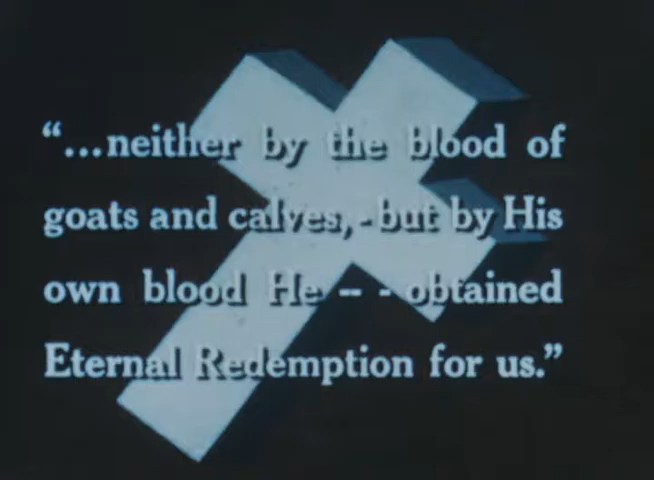 “...neither by the blood of
goats and calves, - but by His
own blood He -- - obtained
Eternal Redemption for us.”